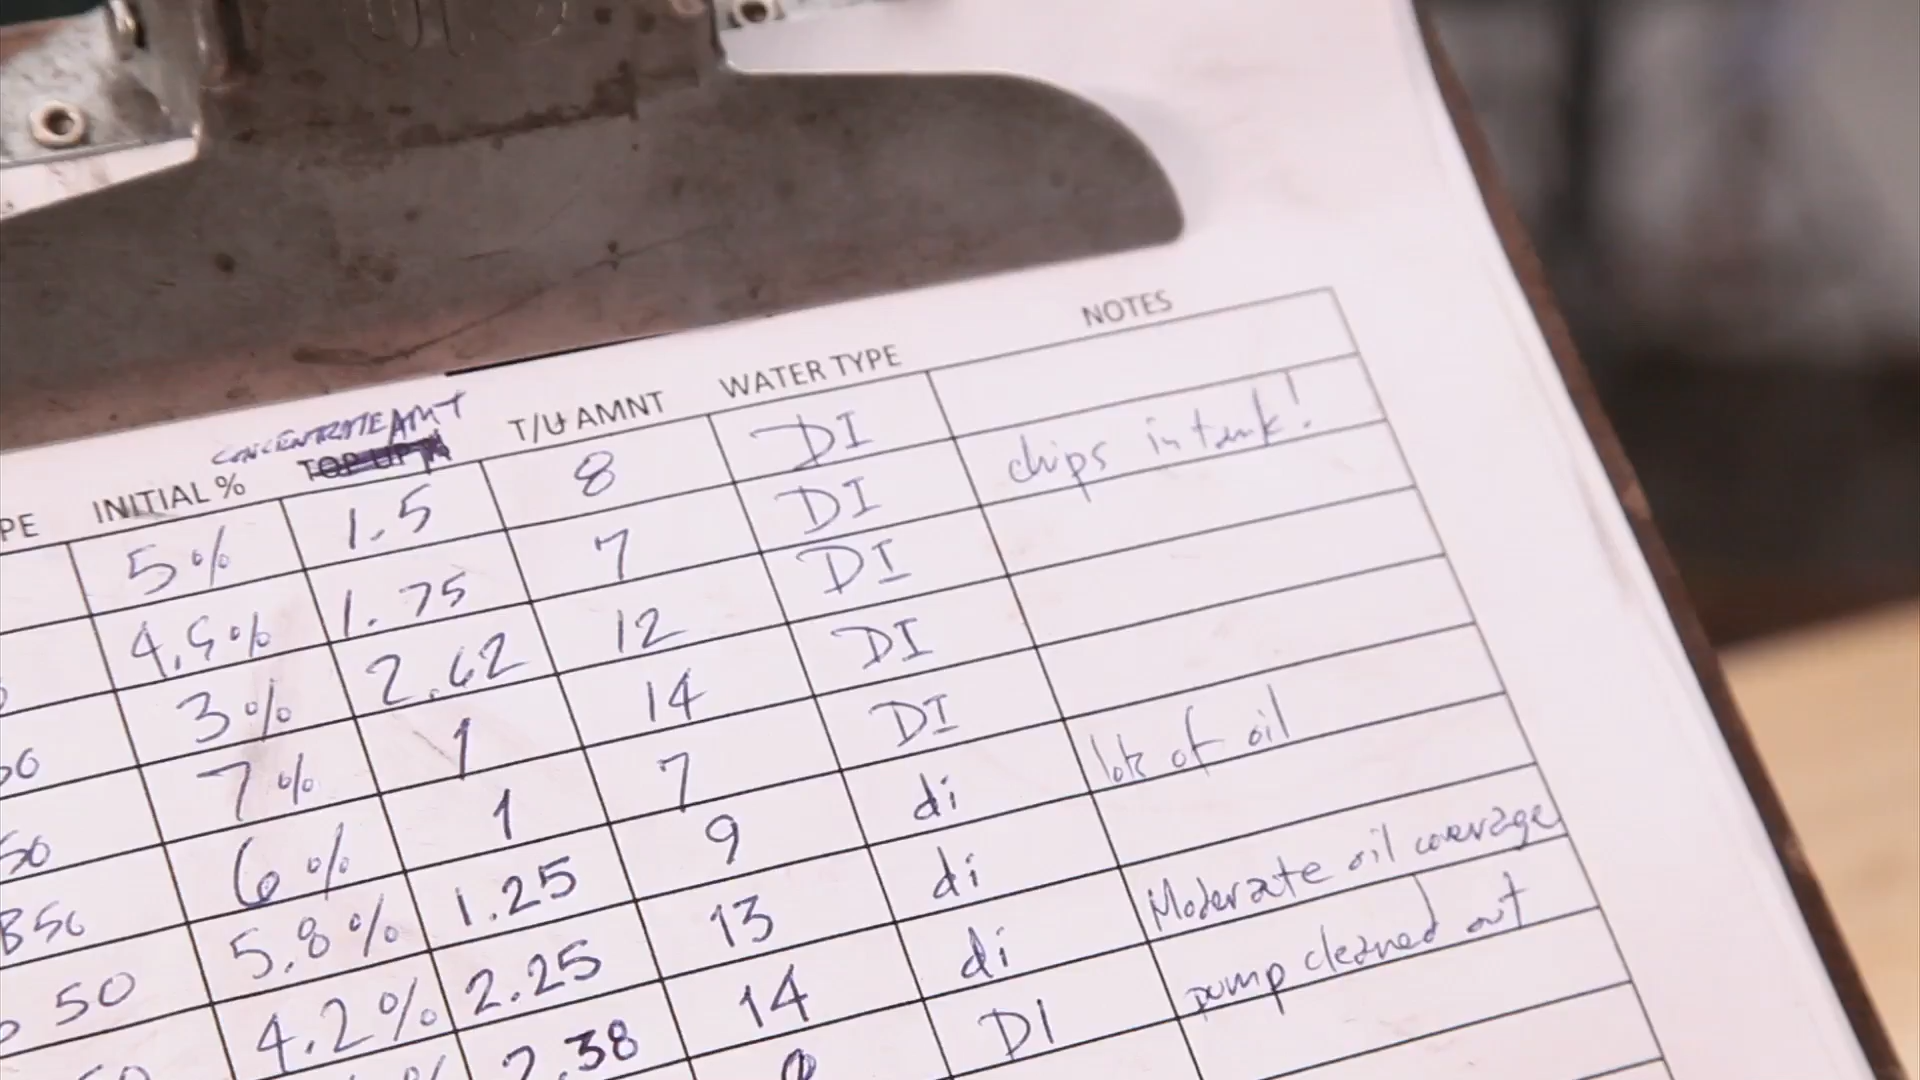 NOTES
WATER TYPE
T/U AMNT
CONCENTRATE AMT
TOP UP %
INITIAL %
PE
5% 1.5 8 DI
1.75 7 DI chips in tank!
3% 2.62 12 DI
50 7% 1 14 DI
B50 6% 1 7 DI
50 5.8% 1.25 9 di lots of oil
4.2% 2.25 13 di
2.38 14 di Moderate oil coverage
DI pump cleaned out